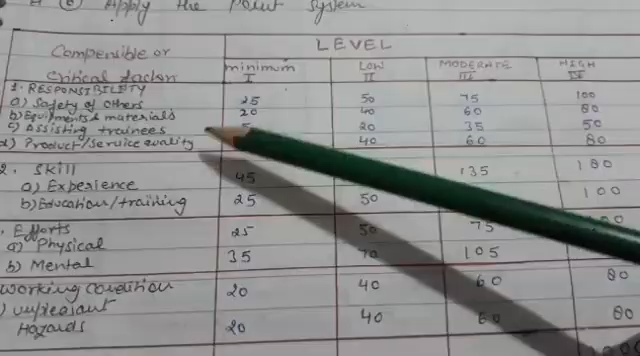 Apply the Point System
Compensible or Critical factors LEVEL
minimum LOW MODERATE HIGH
I II III IV
1. RESPONSIBILITY
a) Safety of others 25 50 75 100
b) Equipments & materials 20 40 60 80
c) Assisting trainees 20 35 50
d) Product/Service quality 40 60 80
2. Skill
a) Experience 45 135 180
b) Education/training 25 50 100
Efforts
a) Physical 25 50 75
b) Mental 35 70 105
Working condition
unpleasant 20 40 60 80
Hazards 20 40 60 80